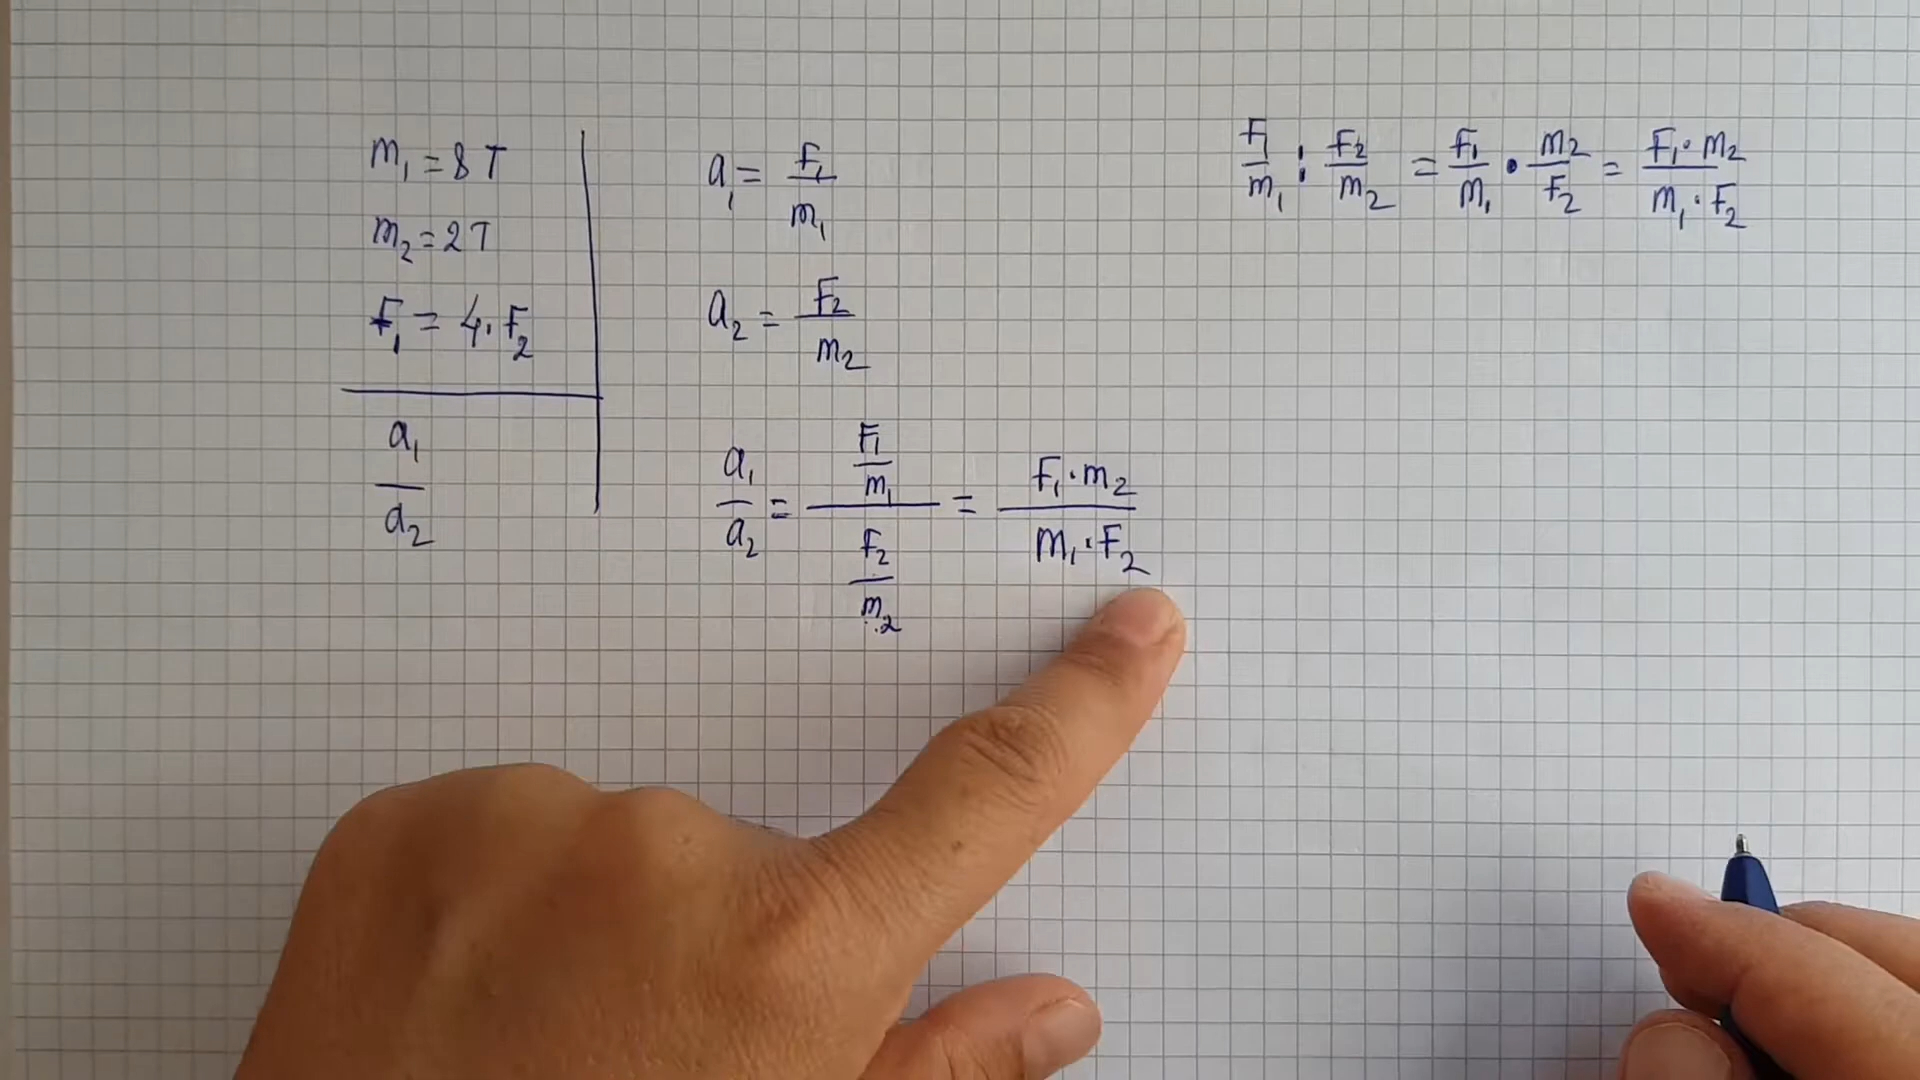 m₁ = 8 T
m₂ = 2 T
F₁ = 4 · F₂
a₁/a₂
a₁ = F₁/m₁
a₂ = F₂/m₂
a₁/a₂ = (F₁/m₁)/(F₂/m₂) = (F₁ · m₂)/(m₁ · F₂)
F₁/m₁ : F₂/m₂ = F₁/m₁ · m₂/F₂ = (F₁ · m₂)/(m₁ · F₂)